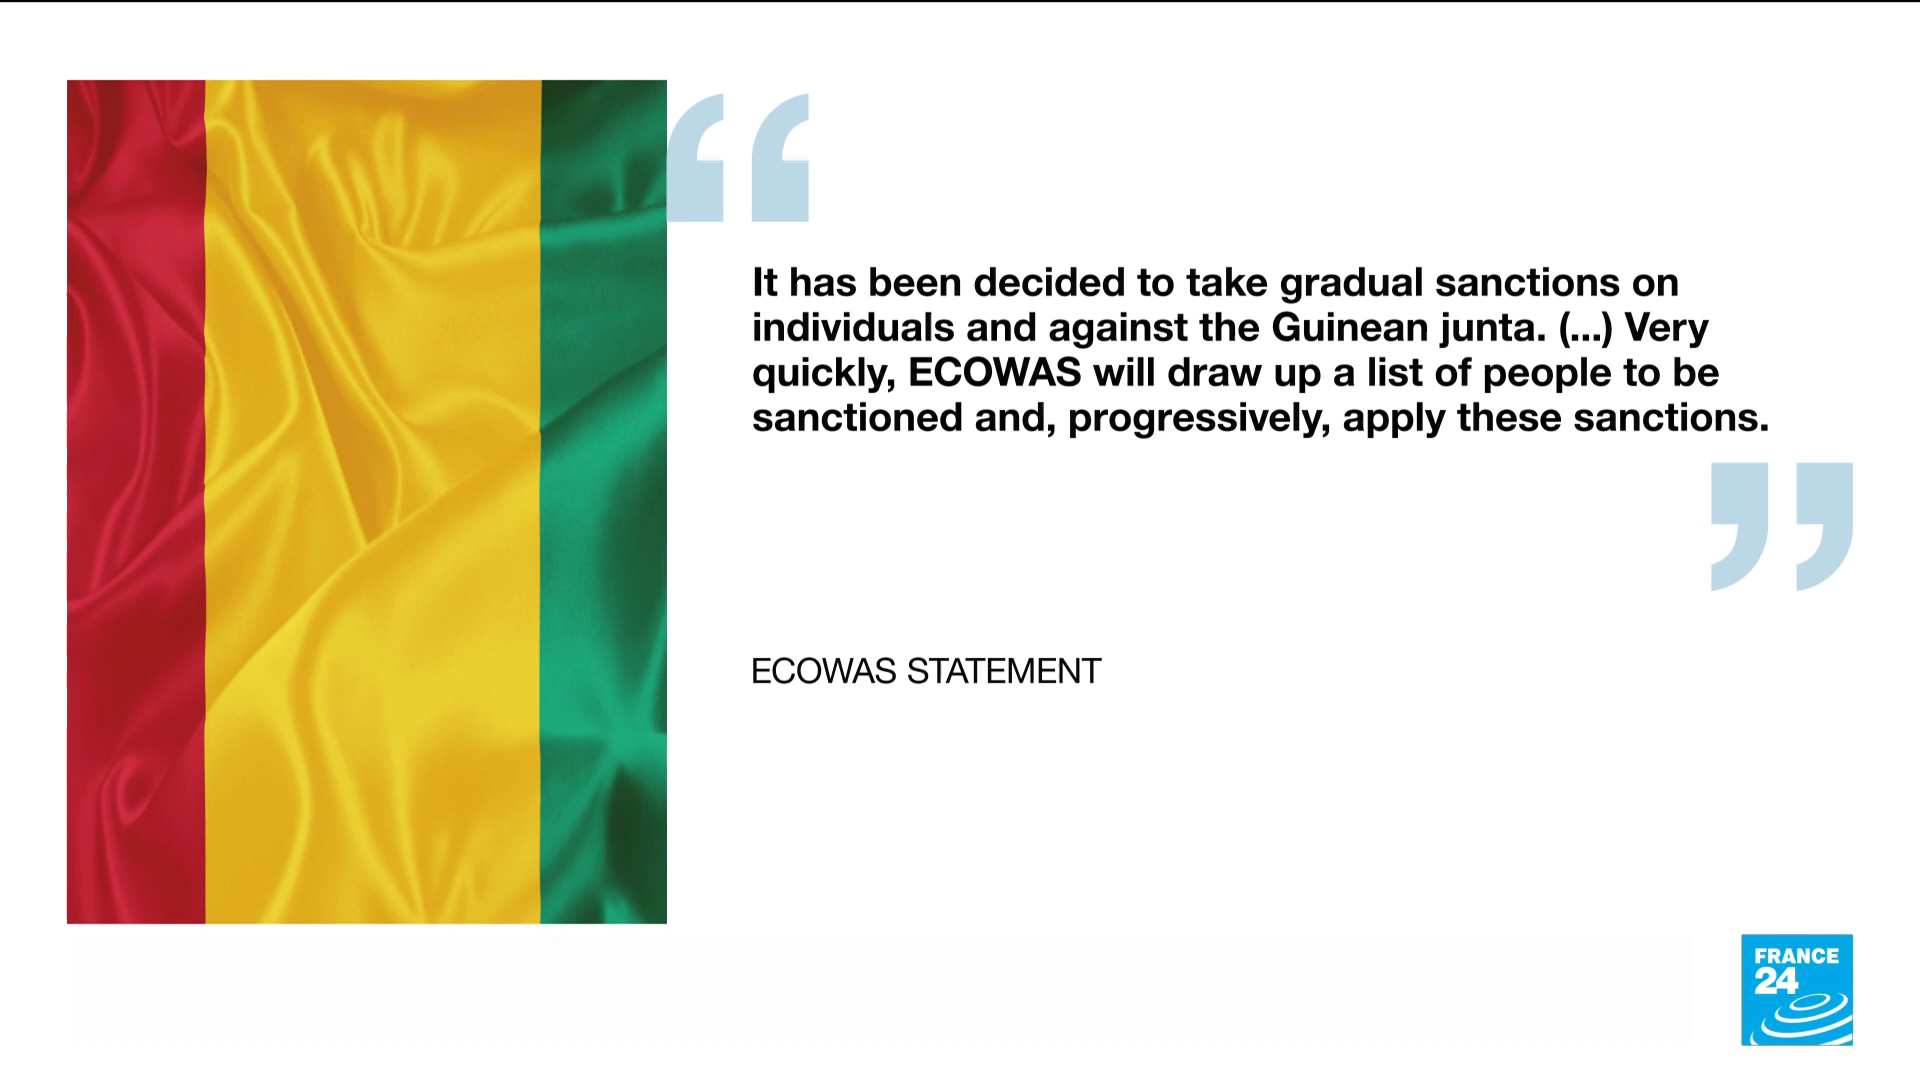 It has been decided to take gradual sanctions on
individuals and against the Guinean junta. (...) Very
quickly, ECOWAS will draw up a list of people to be
sanctioned and, progressively, apply these sanctions.
ECOWAS STATEMENT
FRANCE
24